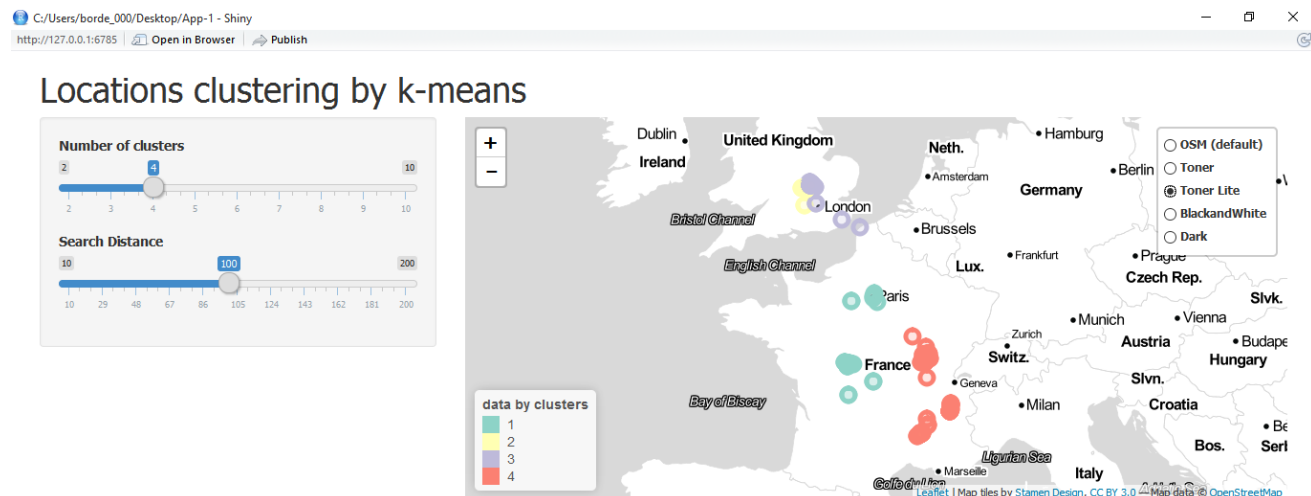 C:/Users/borde_000/Desktop/App-1 - Shiny
http://127.0.0.1:6785 Open in Browser Publish
Locations clustering by k-means
Number of clusters
2 4 10
2 3 4 5 6 7 8 9 10
Search Distance
10 100 200
10 29 48 67 86 105 124 143 162 181 200
+
−
Dublin
United Kingdom
Ireland
Neth.
Hamburg
Amsterdam
Berlin
Germany
London
Bristol Channel
Brussels
English Channel
Lux.
Frankfurt
Prague
Czech Rep.
Paris
Slvk.
Munich
Vienna
Zurich
Austria
Budape
Switz.
Hungary
France
Geneva
Slvn.
Bay of Biscay
Milan
Croatia
Be
Bos.
Serl
Ligurian Sea
Marseille
Italy
Golfe du Lion
OSM (default)
Toner
Toner Lite
BlackandWhite
Dark
data by clusters
1
2
3
4
Leaflet | Map tiles by Stamen Design, CC BY 3.0 — Map data © OpenStreetMap